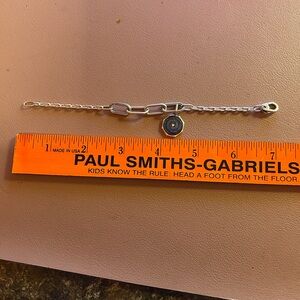 1 MADE IN USA 2 3 4 5 6 7
PAUL SMITHS-GABRIELS
KIDS KNOW THE RULE: HEAD A FOOT FROM THE FLOOR.